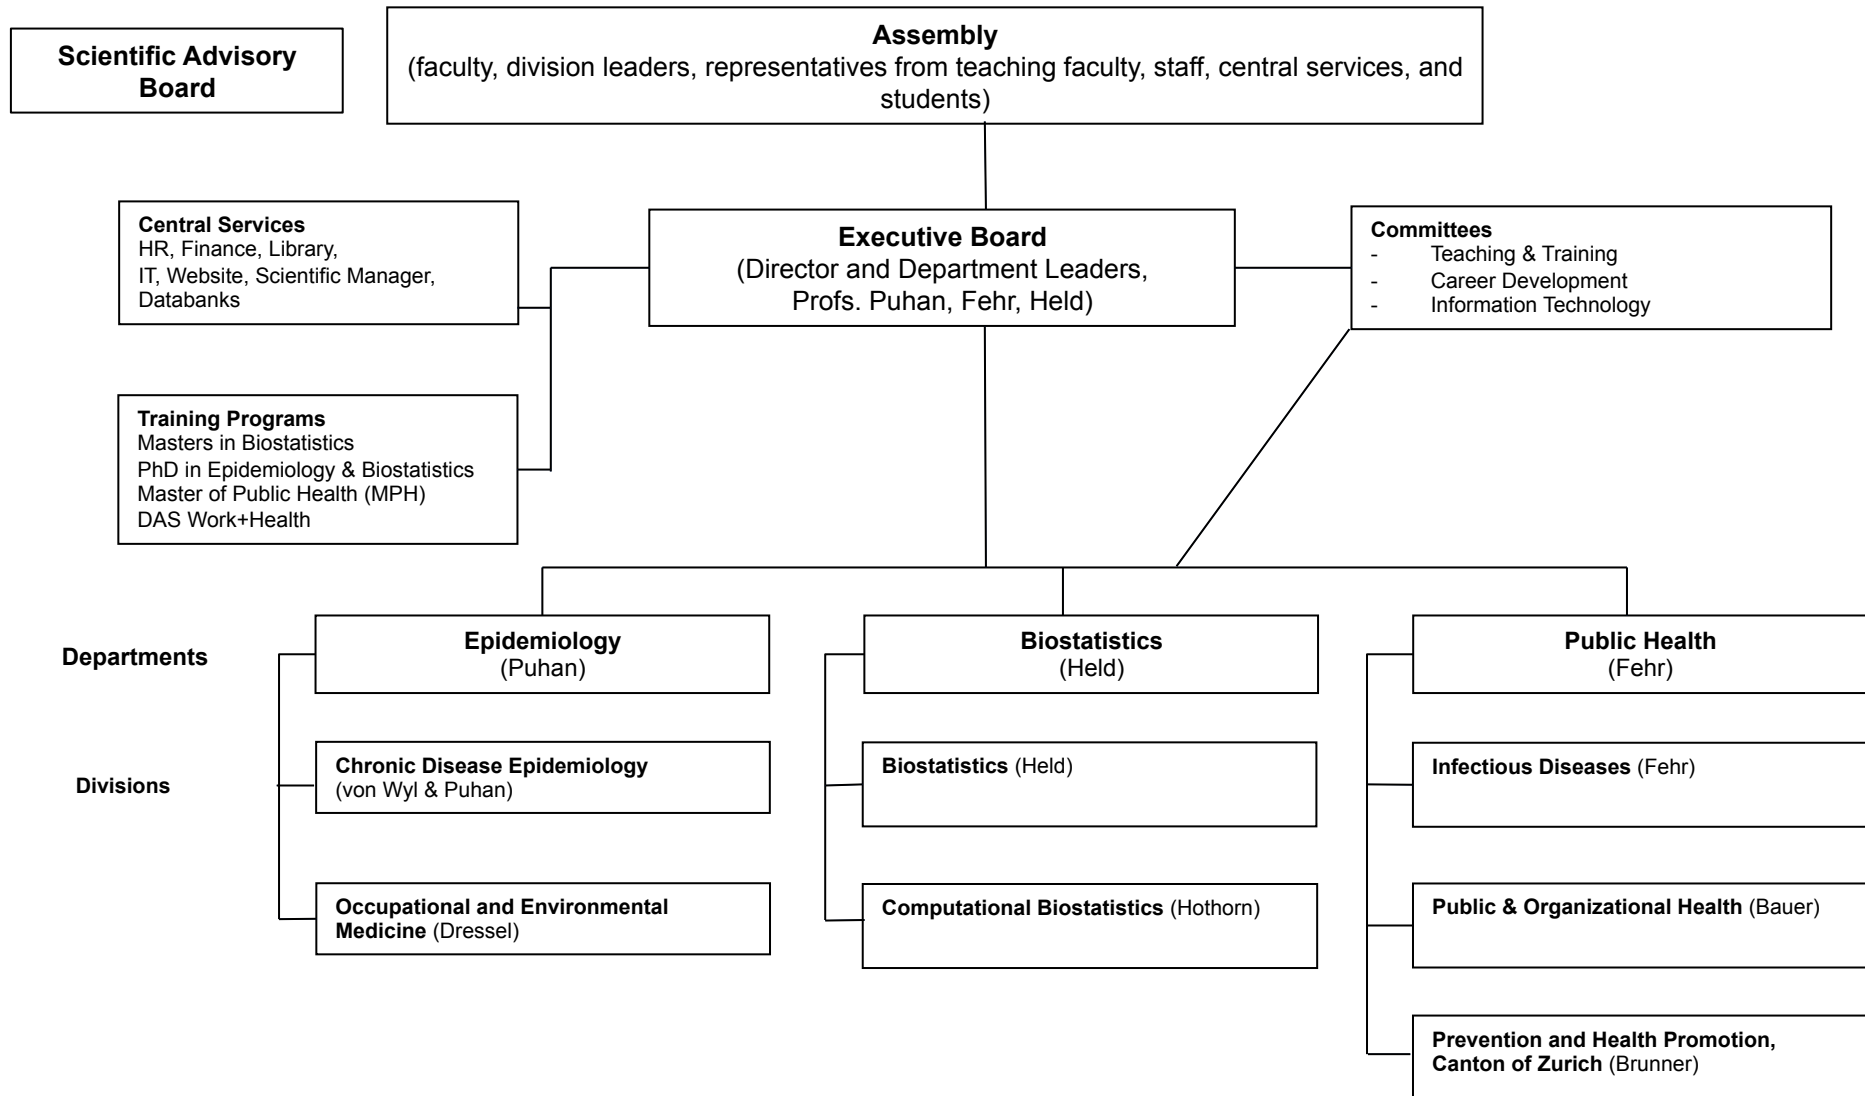 Scientific Advisory
Board
Assembly
(faculty, division leaders, representatives from teaching faculty, staff, central services, and
students)
Central Services
HR, Finance, Library,
IT, Website, Scientific Manager,
Databanks
Executive Board
(Director and Department Leaders,
Profs. Puhan, Fehr, Held)
Committees
- Teaching & Training
- Career Development
- Information Technology
Training Programs
Masters in Biostatistics
PhD in Epidemiology & Biostatistics
Master of Public Health (MPH)
DAS Work+Health
Departments
Epidemiology
(Puhan)
Biostatistics
(Held)
Public Health
(Fehr)
Divisions
Chronic Disease Epidemiology
(von Wyl & Puhan)
Biostatistics (Held)
Infectious Diseases (Fehr)
Occupational and Environmental
Medicine (Dressel)
Computational Biostatistics (Hothorn)
Public & Organizational Health (Bauer)
Prevention and Health Promotion,
Canton of Zurich (Brunner)